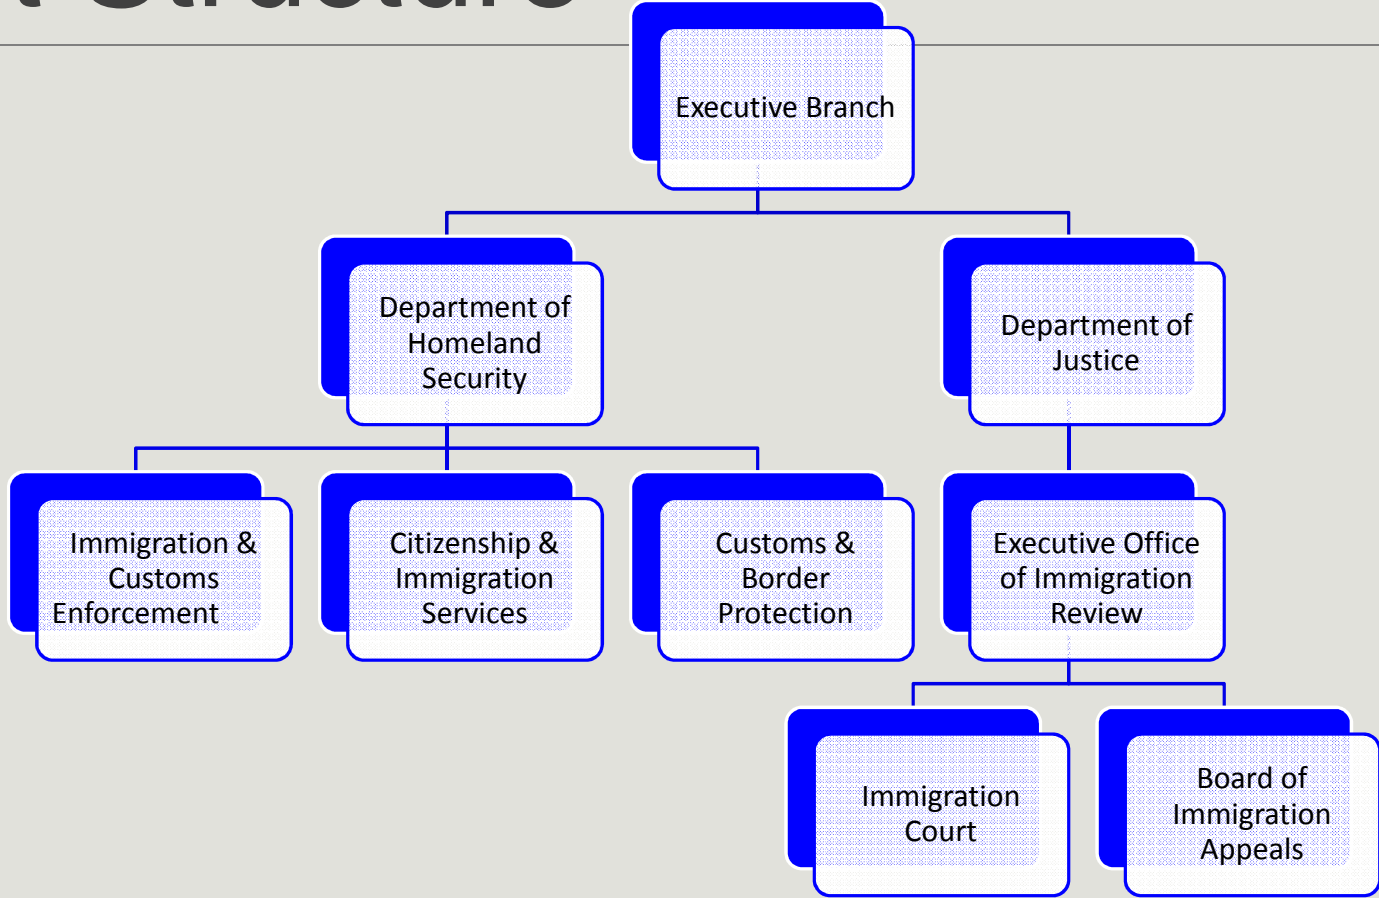 t Structure
Executive Branch
Department of
Homeland
Security
Department of
Justice
Immigration &
Customs
Enforcement
Citizenship &
Immigration
Services
Customs &
Border
Protection
Executive Office
of Immigration
Review
Immigration
Court
Board of
Immigration
Appeals